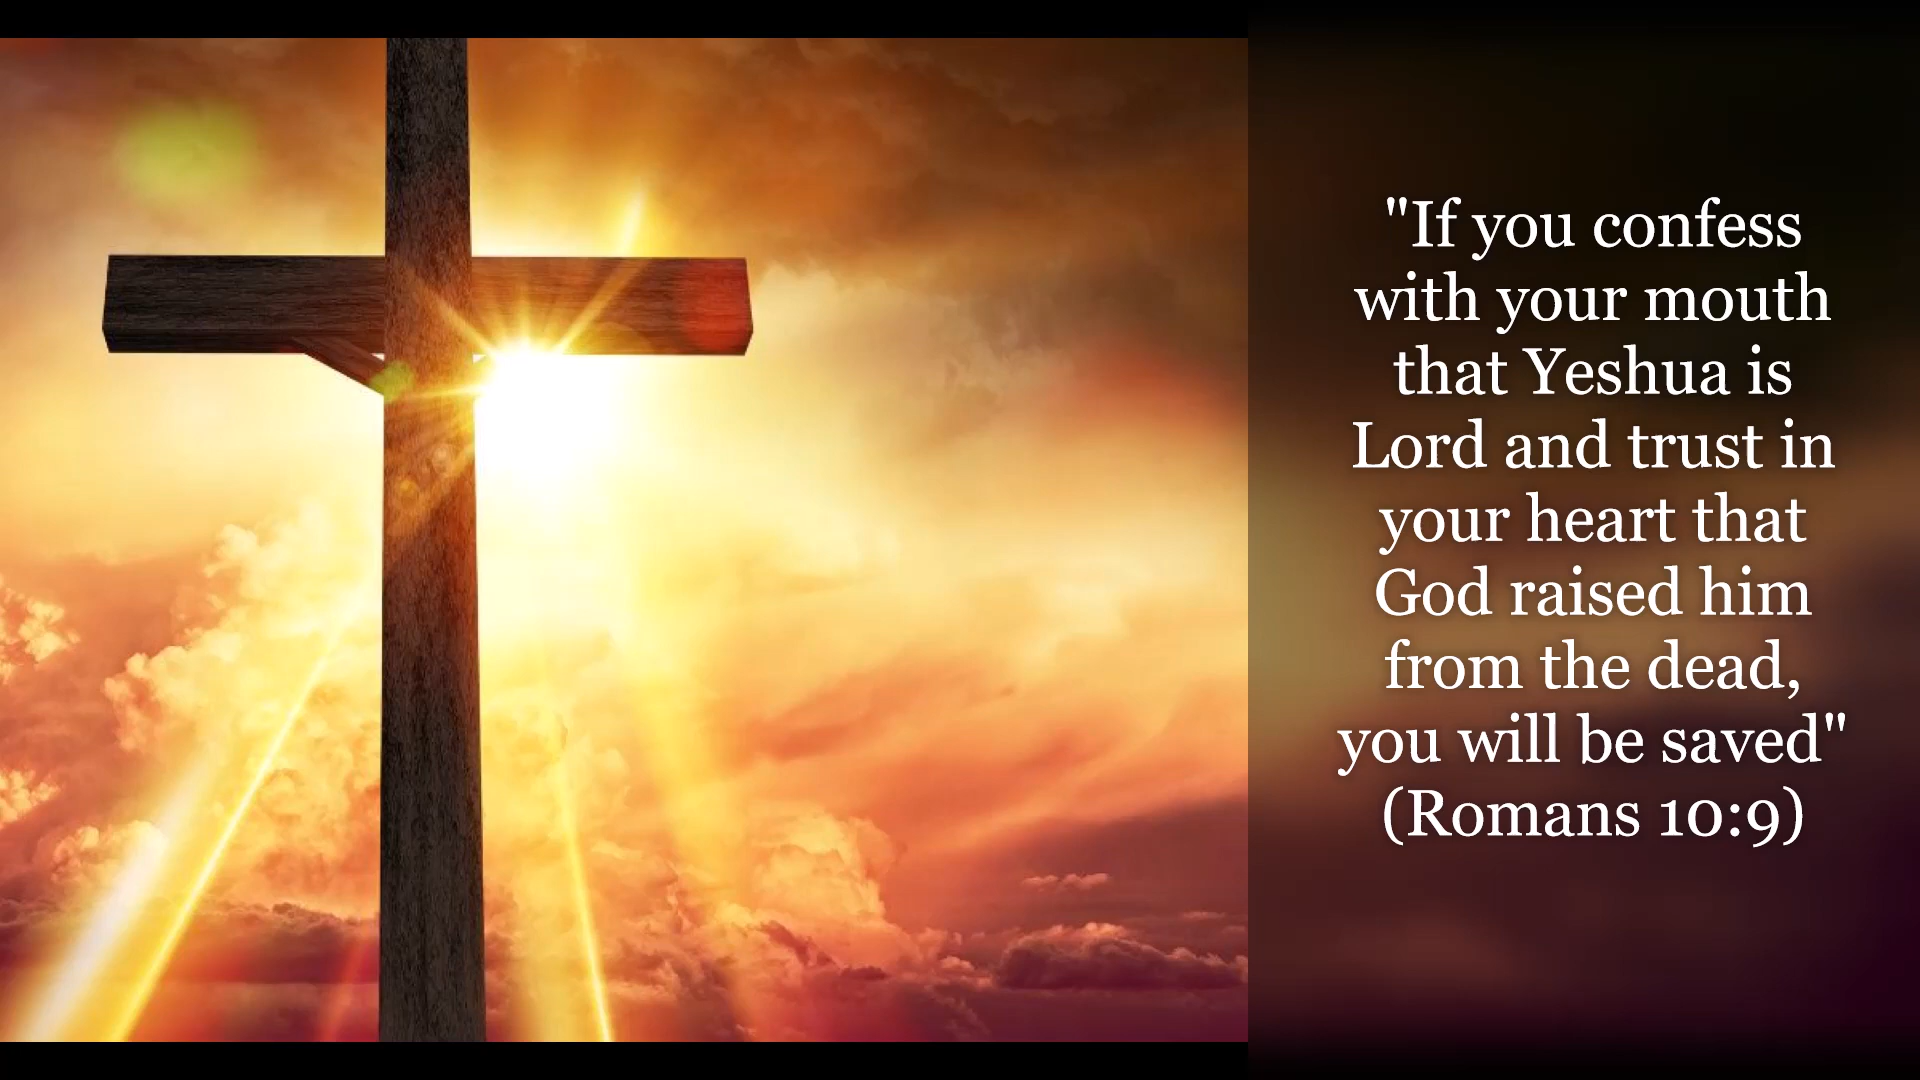 "If you confess
with your mouth
that Yeshua is
Lord and trust in
your heart that
God raised him
from the dead,
you will be saved"
(Romans 10:9)